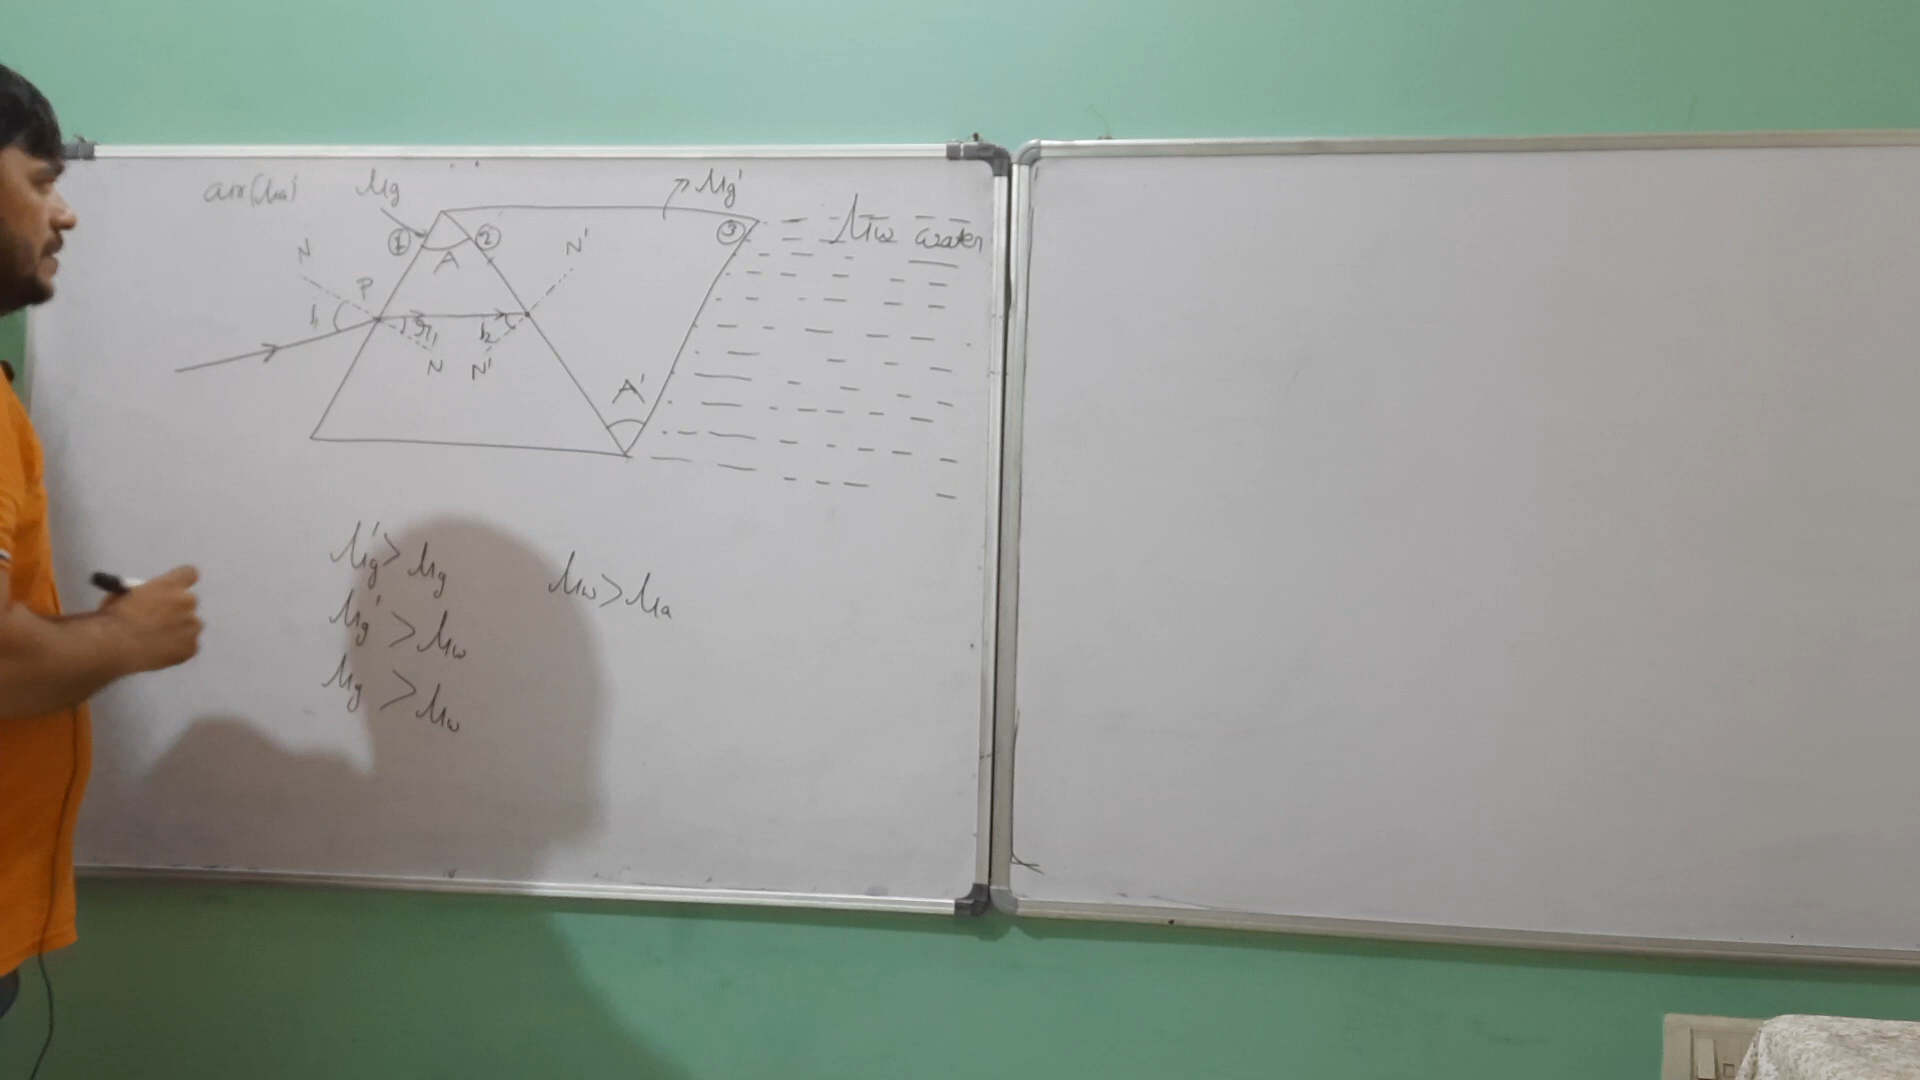 air(μa) μg μg'
① A ② ③ μw water
N N'
P
i₁ r₁ i₂
N N'
A'
μg' > μg
μw > μa
μg' > μw
μg > μw